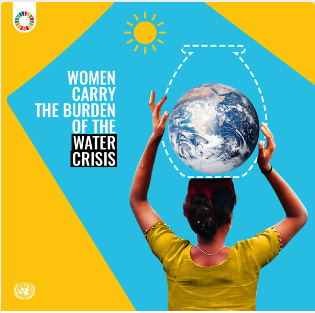 WOMEN
CARRY
THE BURDEN
OF THE
WATER
CRISIS